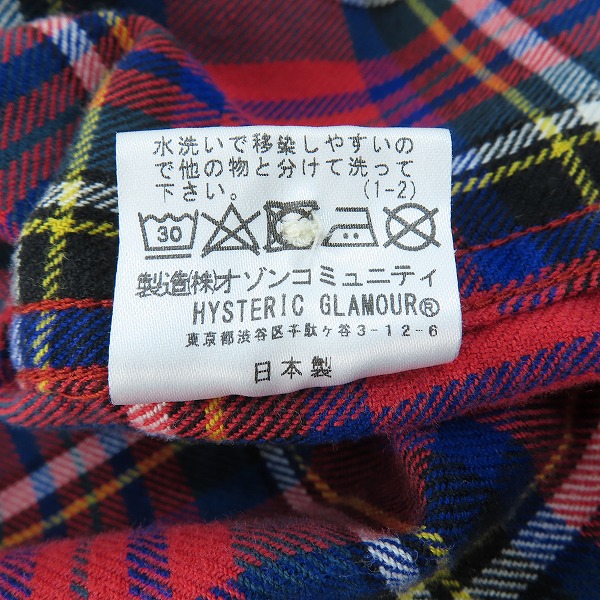 水洗いで移染しやすいの
で他の物と分けて洗って
下さい。 (1-2)
30
製造㈱オゾンコミュニティ
HYSTERIC GLAMOUR®
東京都渋谷区千駄ヶ谷3-12-6
日本製